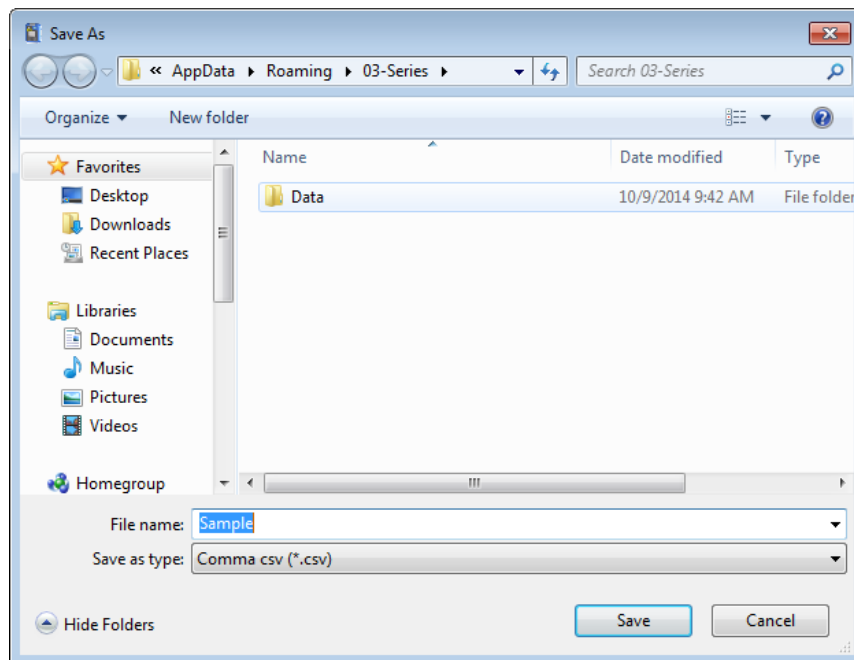 Save As
« AppData ▸ Roaming ▸ 03-Series ▸
Search 03-Series
Organize ▾ New folder
Name Date modified Type
Favorites
Desktop
Downloads
Recent Places
Data 10/9/2014 9:42 AM File folder
Libraries
Documents
Music
Pictures
Videos
Homegroup
File name: Sample
Save as type: Comma csv (*.csv)
Hide Folders Save Cancel